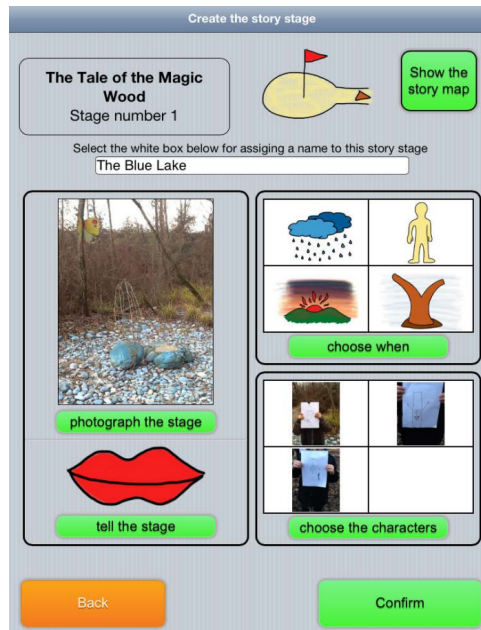 Create the story stage
The Tale of the Magic
Wood
Stage number 1
Show the
story map
Select the white box below for assiging a name to this story stage
The Blue Lake
photograph the stage
tell the stage
choose when
choose the characters
Back
Confirm